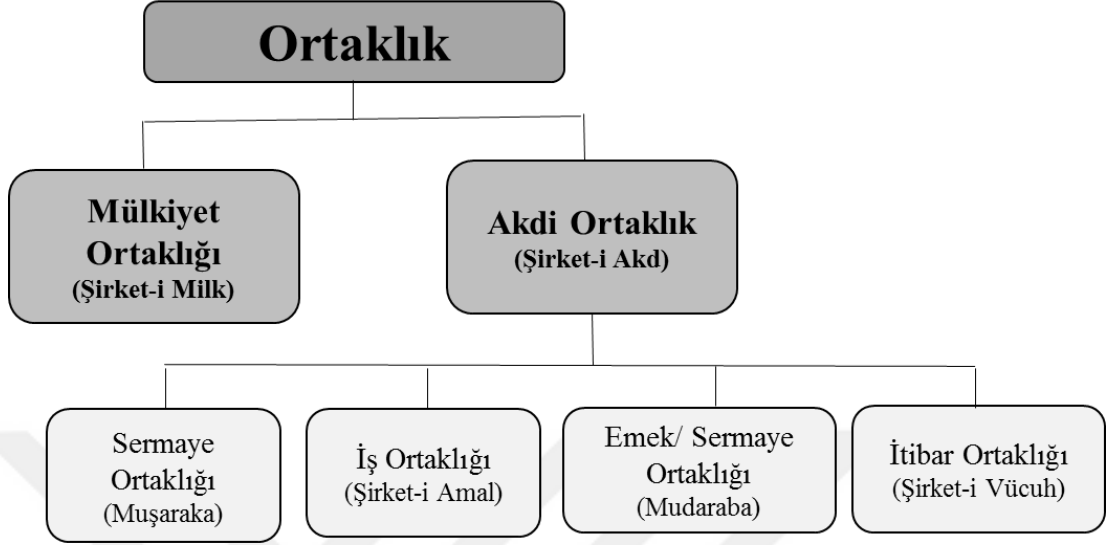 Ortaklık
Mülkiyet
Ortaklığı
(Şirket-i Milk)
Akdi Ortaklık
(Şirket-i Akd)
Sermaye
Ortaklığı
(Muşaraka)
İş Ortaklığı
(Şirket-i Amal)
Emek/ Sermaye
Ortaklığı
(Mudaraba)
İtibar Ortaklığı
(Şirket-i Vücuh)